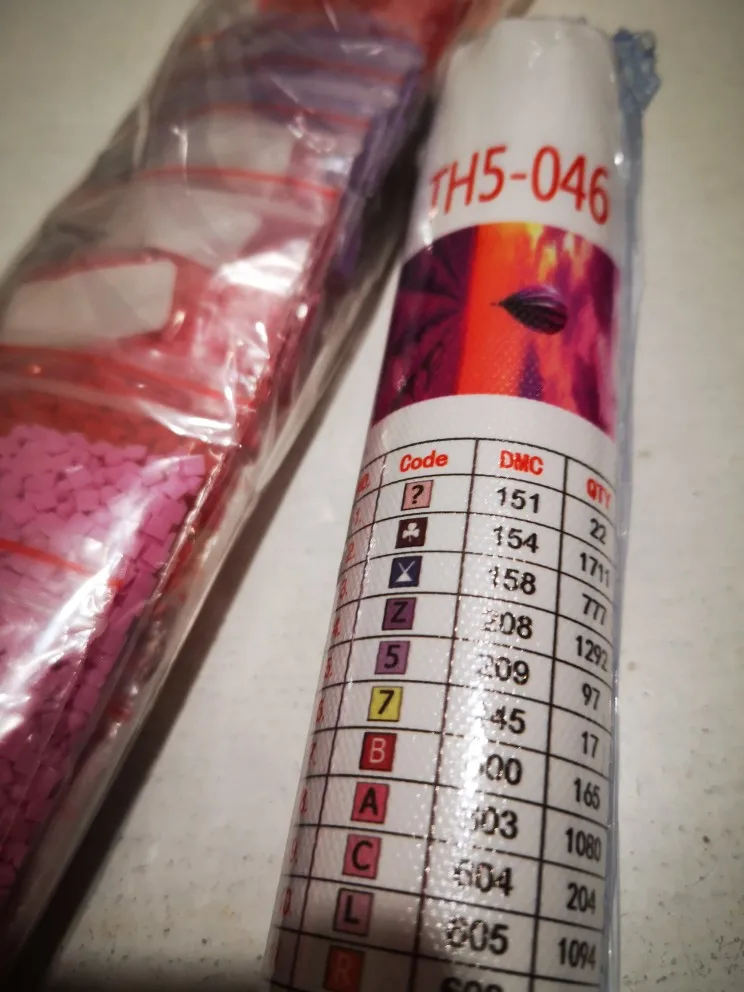 TH5-046
Code DMC QTY
? 151 22
154 1711
158 777
Z 208 1292
5 209 97
7 17
B 165
A 1080
C 604 204
L 605 1094
R